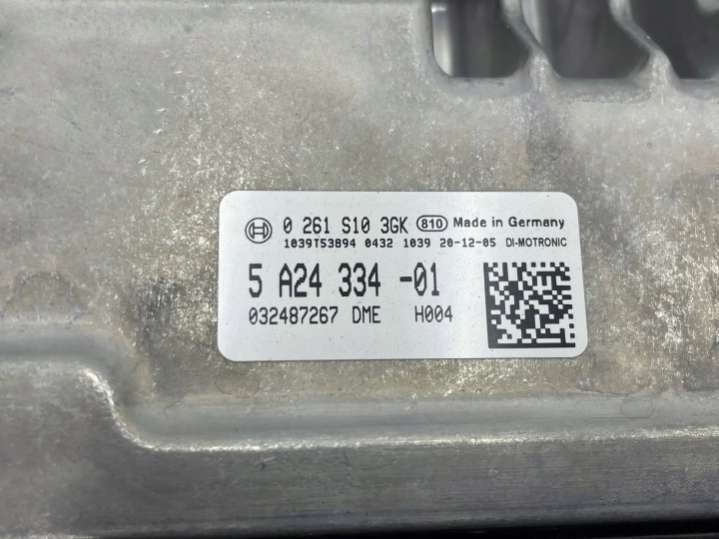 0 261 S10 3GK 810 Made in Germany
1039T53894 0432 1039 20-12-05 DI-MOTRONIC
5 A24 334 -01
032487267 DME H004